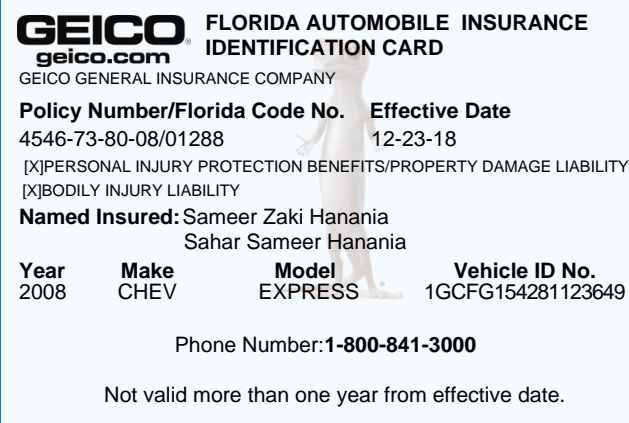 GEICO® FLORIDA AUTOMOBILE INSURANCE
geico.com IDENTIFICATION CARD
GEICO GENERAL INSURANCE COMPANY
Policy Number/Florida Code No. Effective Date
4546-73-80-08/01288 12-23-18
[X]PERSONAL INJURY PROTECTION BENEFITS/PROPERTY DAMAGE LIABILITY
[X]BODILY INJURY LIABILITY
Named Insured: Sameer Zaki Hanania
Sahar Sameer Hanania
Year Make Model Vehicle ID No.
2008 CHEV EXPRESS 1GCFG154281123649
Phone Number:1-800-841-3000
Not valid more than one year from effective date.